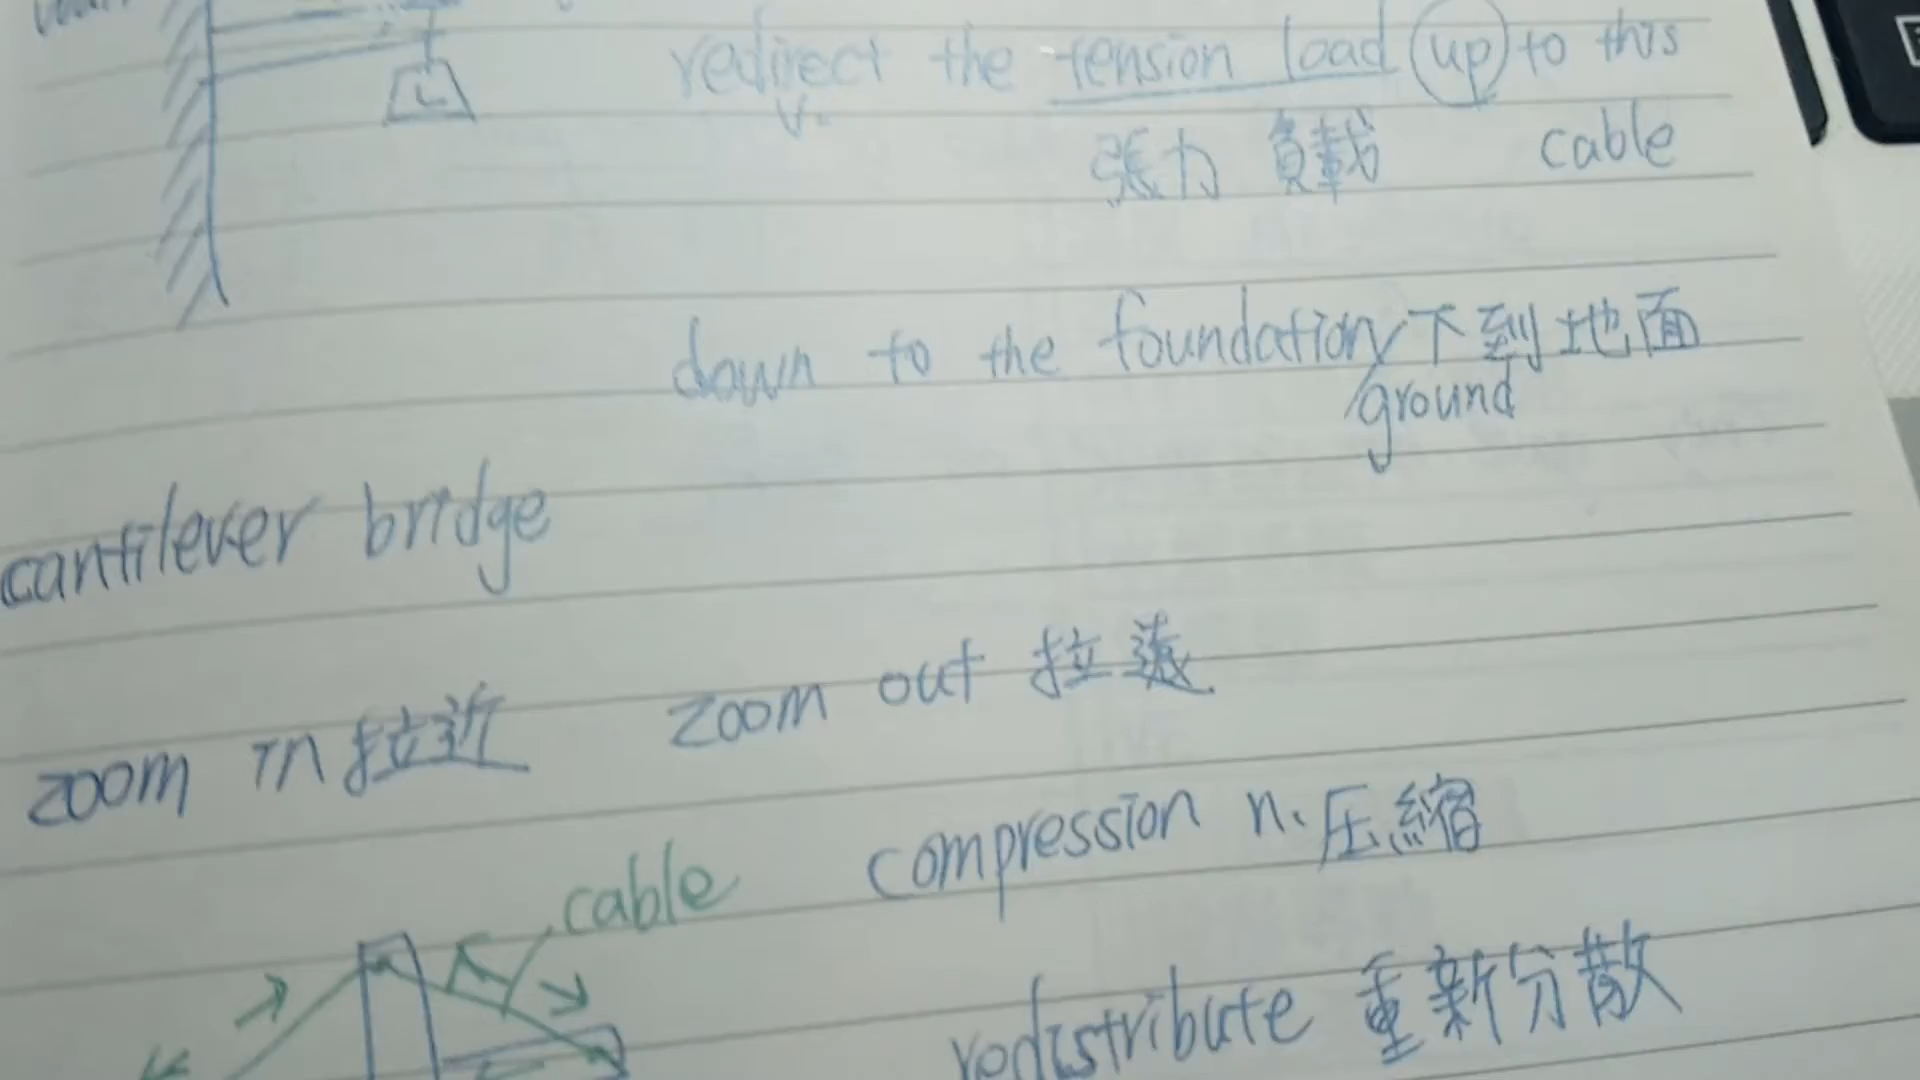 redirect the tension load up to this
v.
張力 負載 cable
L
down to the foundation/下到地面
/ground
cantilever bridge
zoom in 拉近 zoom out 拉遠
compression n. 压縮
cable
redistribute 重新分散